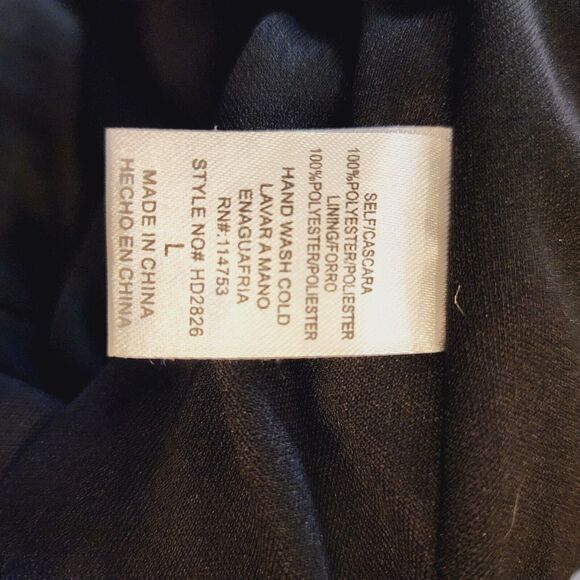 SELF/CASCARA
100%POLYESTER/POLIESTER
LINING/FORRO
100%POLYESTER/POLIESTER
HAND WASH COLD
LAVAR A MANO
ENAGUAFRIA
RN#:114753
STYLE NO# HD2826
L
MADE IN CHINA
HECHO EN CHINA